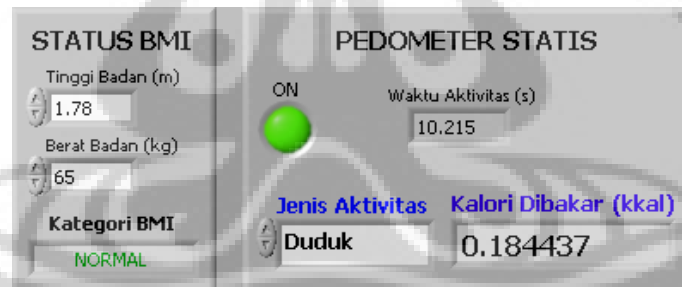 STATUS BMI
Tinggi Badan (m)
1.78
Berat Badan (kg)
65
Kategori BMI
NORMAL
PEDOMETER STATIS
ON
Waktu Aktivitas (s)
10.215
Jenis Aktivitas
Duduk
Kalori Dibakar (kkal)
0.184437